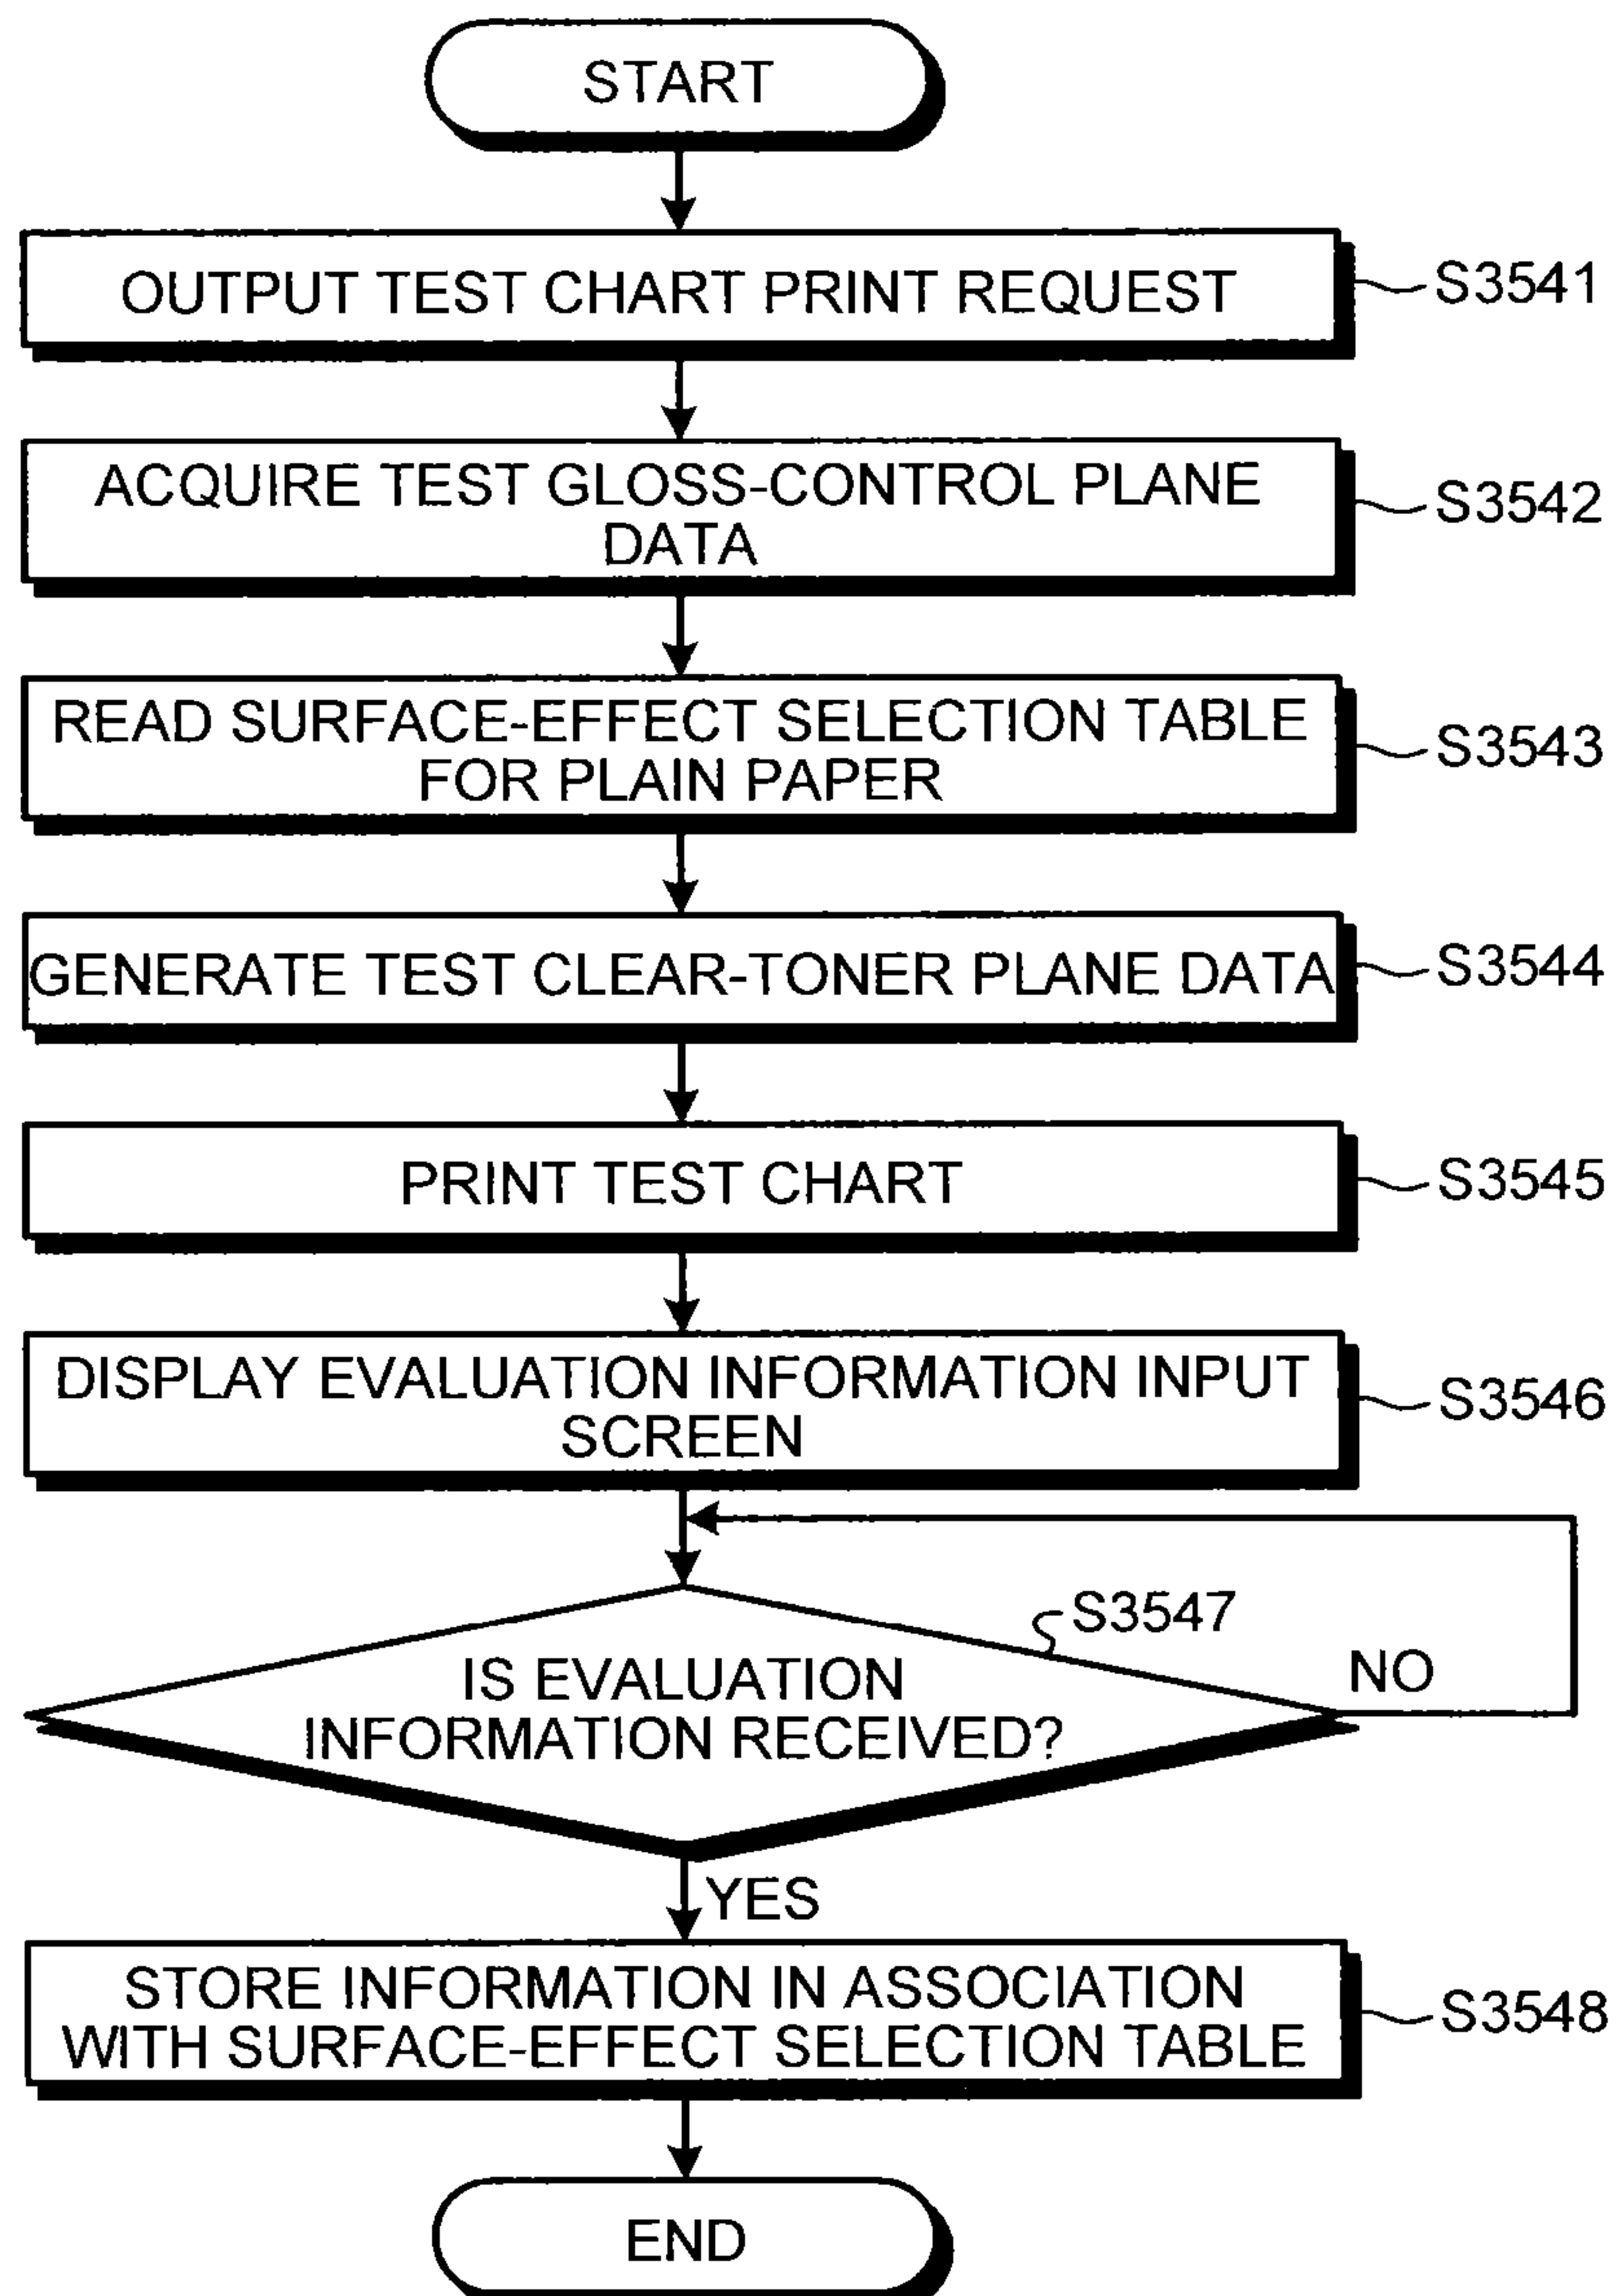 START
OUTPUT TEST CHART PRINT REQUEST
S3541
ACQUIRE TEST GLOSS-CONTROL PLANE
DATA
S3542
READ SURFACE-EFFECT SELECTION TABLE
FOR PLAIN PAPER
S3543
GENERATE TEST CLEAR-TONER PLANE DATA
S3544
PRINT TEST CHART
S3545
DISPLAY EVALUATION INFORMATION INPUT
SCREEN
S3546
S3547
IS EVALUATION
INFORMATION RECEIVED?
NO
YES
STORE INFORMATION IN ASSOCIATION
WITH SURFACE-EFFECT SELECTION TABLE
S3548
END